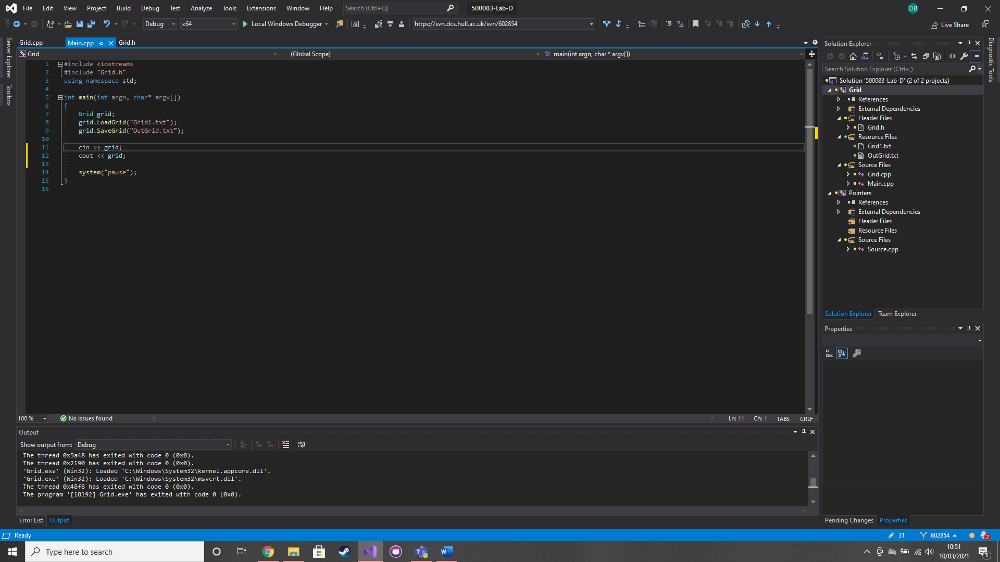 File Edit View Project Build Debug Test Analyze Tools Extensions Window Help Search (Ctrl+Q) 500083-Lab-D DB
Debug x64 Local Windows Debugger https://svn.dcs.hull.ac.uk/svn/602854 Live Share
Server Explorer
Toolbox
Grid.cpp Main.cpp Grid.h
Grid (Global Scope) main(int argn, char * argv[])
1 #include <iostream>
2 #include "Grid.h"
3 using namespace std;
4
5 int main(int argn, char* argv[])
6 {
7 Grid grid;
8 grid.LoadGrid("Grid1.txt");
9 grid.SaveGrid("OutGrid.txt");
10
11 cin >> grid;
12 cout << grid;
13
14 system("pause");
15 }
16
100 % No issues found Ln: 11 Ch: 1 TABS CRLF
Output
Show output from: Debug
The thread 0x5a48 has exited with code 0 (0x0).
The thread 0x2190 has exited with code 0 (0x0).
'Grid.exe' (Win32): Loaded 'C:\Windows\System32\kernel.appcore.dll'.
'Grid.exe' (Win32): Loaded 'C:\Windows\System32\msvcrt.dll'.
The thread 0x48f8 has exited with code 0 (0x0).
The program '[18192] Grid.exe' has exited with code 0 (0x0).
Error List Output
Solution Explorer
Search Solution Explorer (Ctrl+;)
Solution '500083-Lab-D' (2 of 2 projects)
Grid
References
External Dependencies
Header Files
Grid.h
Resource Files
Grid1.txt
OutGrid.txt
Source Files
Grid.cpp
Main.cpp
Pointers
References
External Dependencies
Header Files
Resource Files
Source Files
Source.cpp
Solution Explorer Team Explorer
Properties
Pending Changes Properties
Diagnostic Tools
Ready 31 602854 2
Type here to search
10:51
10/03/2021
1